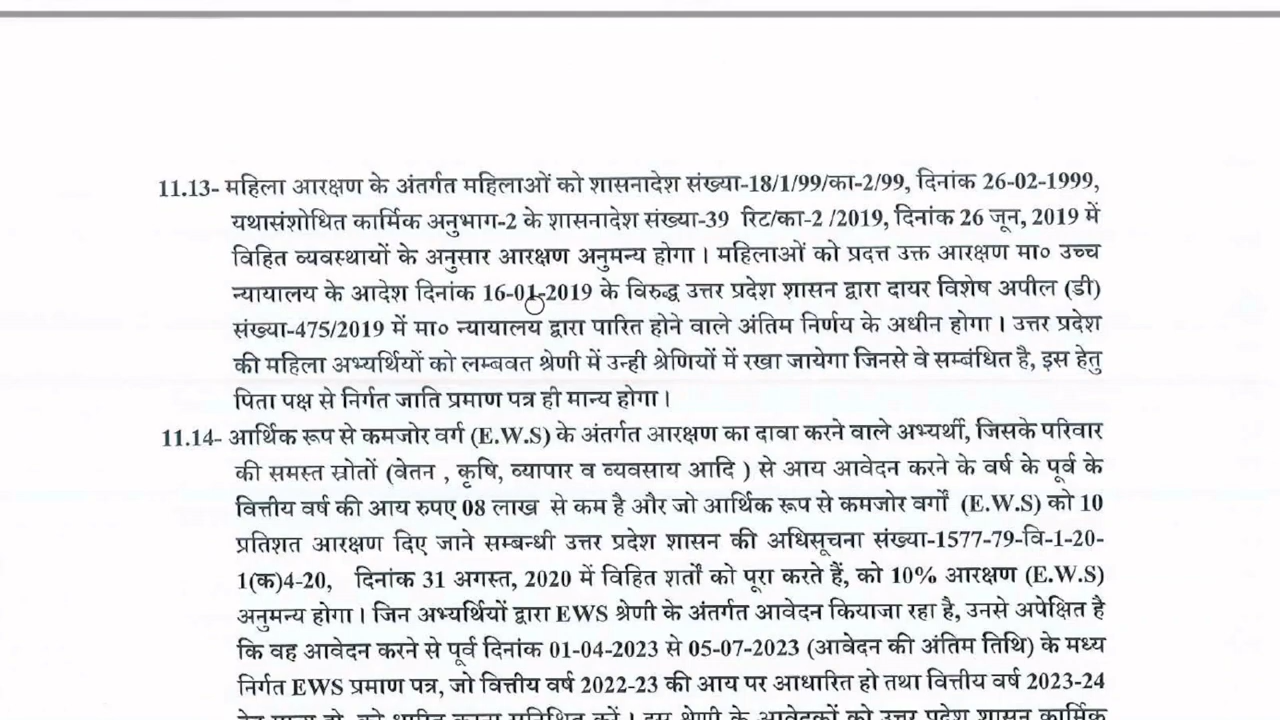 11.13- महिला आरक्षण के अंतर्गत महिलाओं को शासनादेश संख्या-18/1/99/का-2/99, दिनांक 26-02-1999,
यथासंशोधित कार्मिक अनुभाग-2 के शासनादेश संख्या-39 रिट/का-2 /2019, दिनांक 26 जून, 2019 में
विहित व्यवस्थायों के अनुसार आरक्षण अनुमन्य होगा । महिलाओं को प्रदत्त उक्त आरक्षण मा० उच्च
न्यायालय के आदेश दिनांक 16-01-2019 के विरुद्ध उत्तर प्रदेश शासन द्वारा दायर विशेष अपील (डी)
संख्या-475/2019 में मा० न्यायालय द्वारा पारित होने वाले अंतिम निर्णय के अधीन होगा । उत्तर प्रदेश
की महिला अभ्यर्थियों को लम्बवत श्रेणी में उन्ही श्रेणियों में रखा जायेगा जिनसे वे सम्बंधित है, इस हेतु
पिता पक्ष से निर्गत जाति प्रमाण पत्र ही मान्य होगा ।
11.14- आर्थिक रूप से कमजोर वर्ग (E.W.S) के अंतर्गत आरक्षण का दावा करने वाले अभ्यर्थी, जिसके परिवार
की समस्त स्रोतों (वेतन , कृषि, व्यापार व व्यवसाय आदि ) से आय आवेदन करने के वर्ष के पूर्व के
वित्तीय वर्ष की आय रुपए 08 लाख से कम है और जो आर्थिक रूप से कमजोर वर्गों (E.W.S) को 10
प्रतिशत आरक्षण दिए जाने सम्बन्धी उत्तर प्रदेश शासन की अधिसूचना संख्या-1577-79-वि-1-20-
1(क)4-20, दिनांक 31 अगस्त, 2020 में विहित शर्तों को पूरा करते हैं, को 10% आरक्षण (E.W.S)
अनुमन्य होगा । जिन अभ्यर्थियों द्वारा EWS श्रेणी के अंतर्गत आवेदन कियाजा रहा है, उनसे अपेक्षित है
कि वह आवेदन करने से पूर्व दिनांक 01-04-2023 से 05-07-2023 (आवेदन की अंतिम तिथि) के मध्य
निर्गत EWS प्रमाण पत्र, जो वित्तीय वर्ष 2022-23 की आय पर आधारित हो तथा वित्तीय वर्ष 2023-24
हेतु मान्य हो, को धारित करना सुनिश्चित करें । इस श्रेणी के आवेदकों को उत्तर प्रदेश शासन कार्मिक